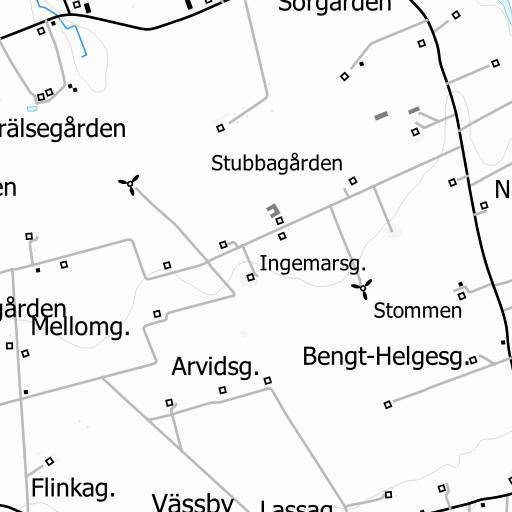 Sörgården
rälsegården
Stubbagården
en
N
Ingemarsg.
gården
Mellomg.
Stommen
Arvidsg.
Bengt-Helgesg.
Flinkag.
Vässby
Lassag